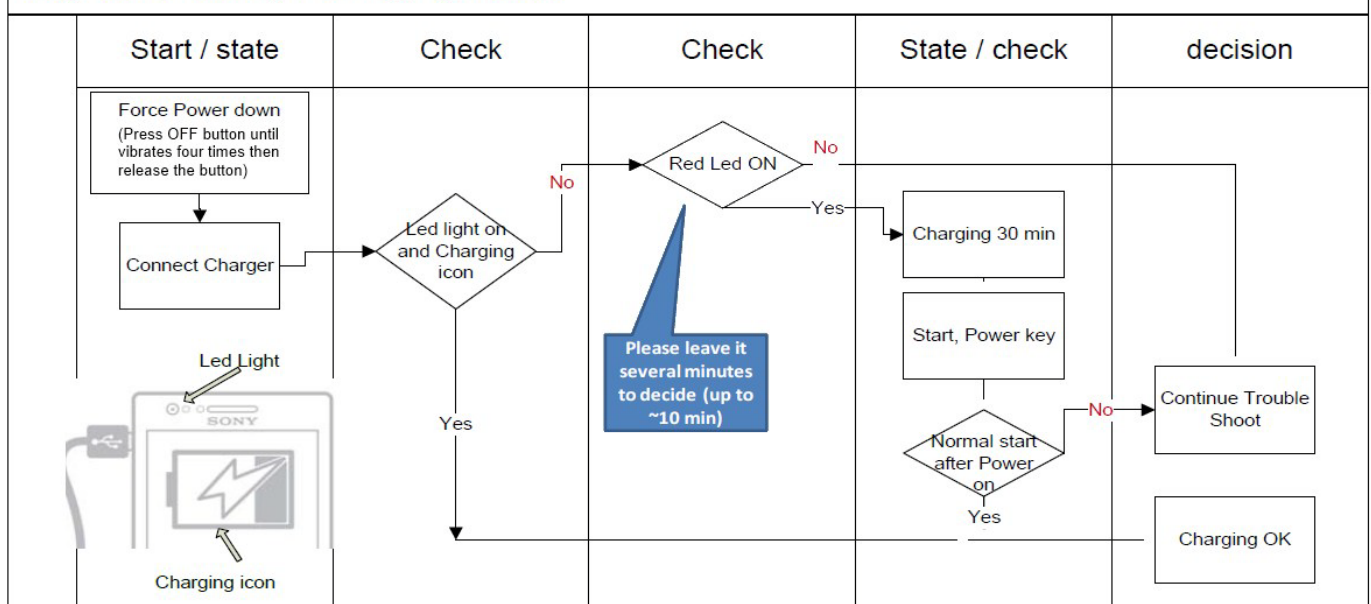 Start / state
Check
Check
State / check
decision
Force Power down
(Press OFF button until
vibrates four times then
release the button)
Connect Charger
Led light on
and Charging
icon
No
Yes
Red Led ON
No
Yes
Please leave it
several minutes
to decide (up to
~10 min)
Charging 30 min
Start, Power key
Normal start
after Power
on
No
Yes
Continue Trouble
Shoot
Charging OK
Led Light
SONY
Charging icon